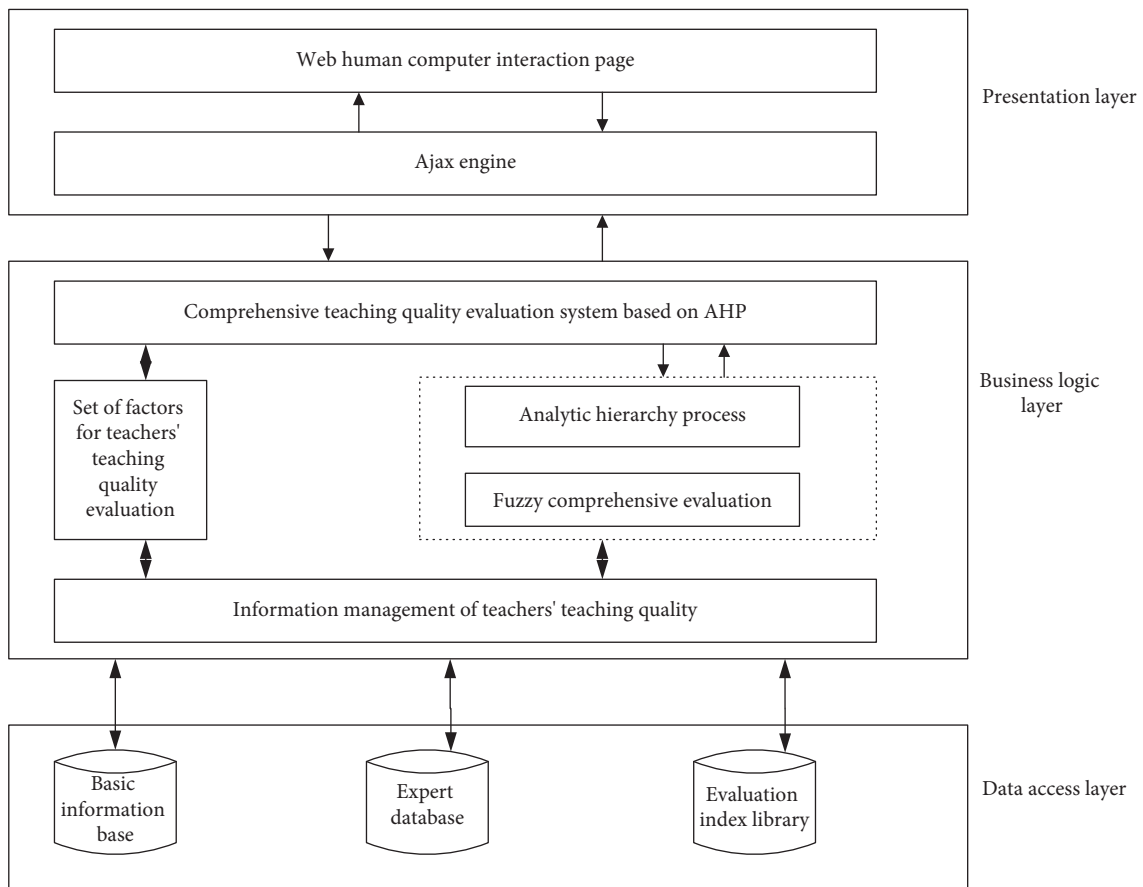 Web human computer interaction page
Presentation layer
Ajax engine
Comprehensive teaching quality evaluation system based on AHP
Set of factors
for teachers'
teaching
quality
evaluation
Analytic hierarchy process
Fuzzy comprehensive evaluation
Business logic
layer
Information management of teachers' teaching quality
Basic
information
base
Expert
database
Evaluation
index library
Data access layer